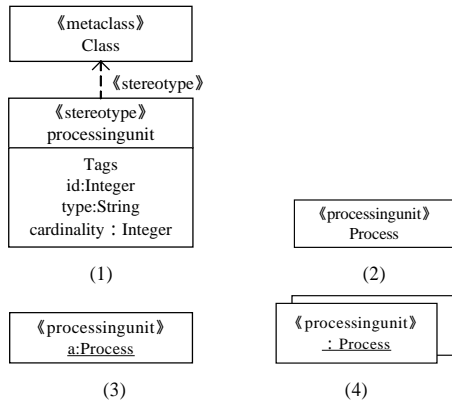 《metaclass》
Class
《stereotype》
《stereotype》
processingunit
Tags
id:Integer
type:String
cardinality：Integer
(1)
《processingunit》
Process
(2)
《processingunit》
a:Process
(3)
《processingunit》
：Process
(4)